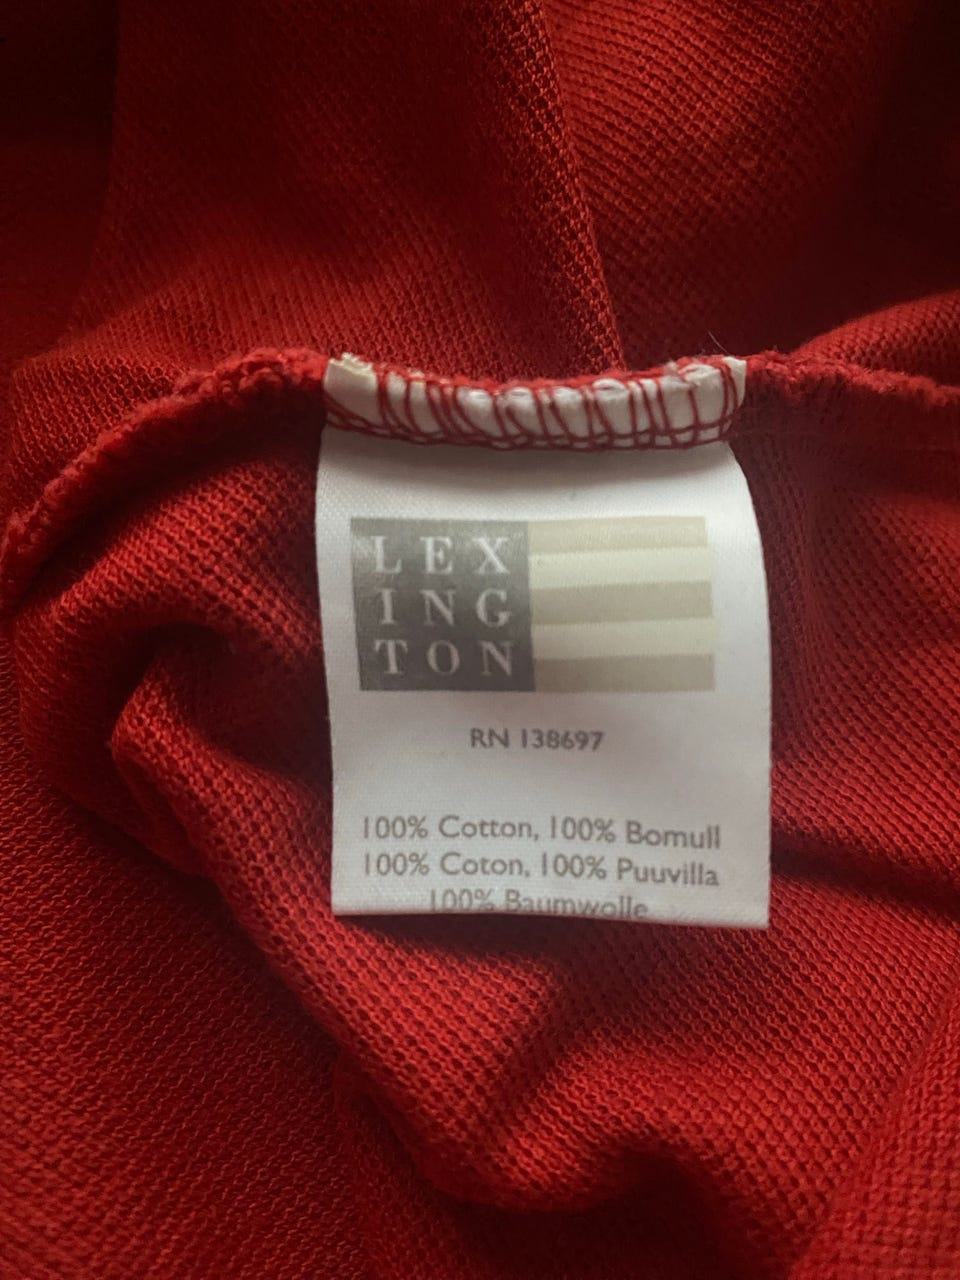 LEX
ING
TON
RN 138697
100% Cotton, 100% Bomull
100% Coton, 100% Puuvilla
100% Baumwolle